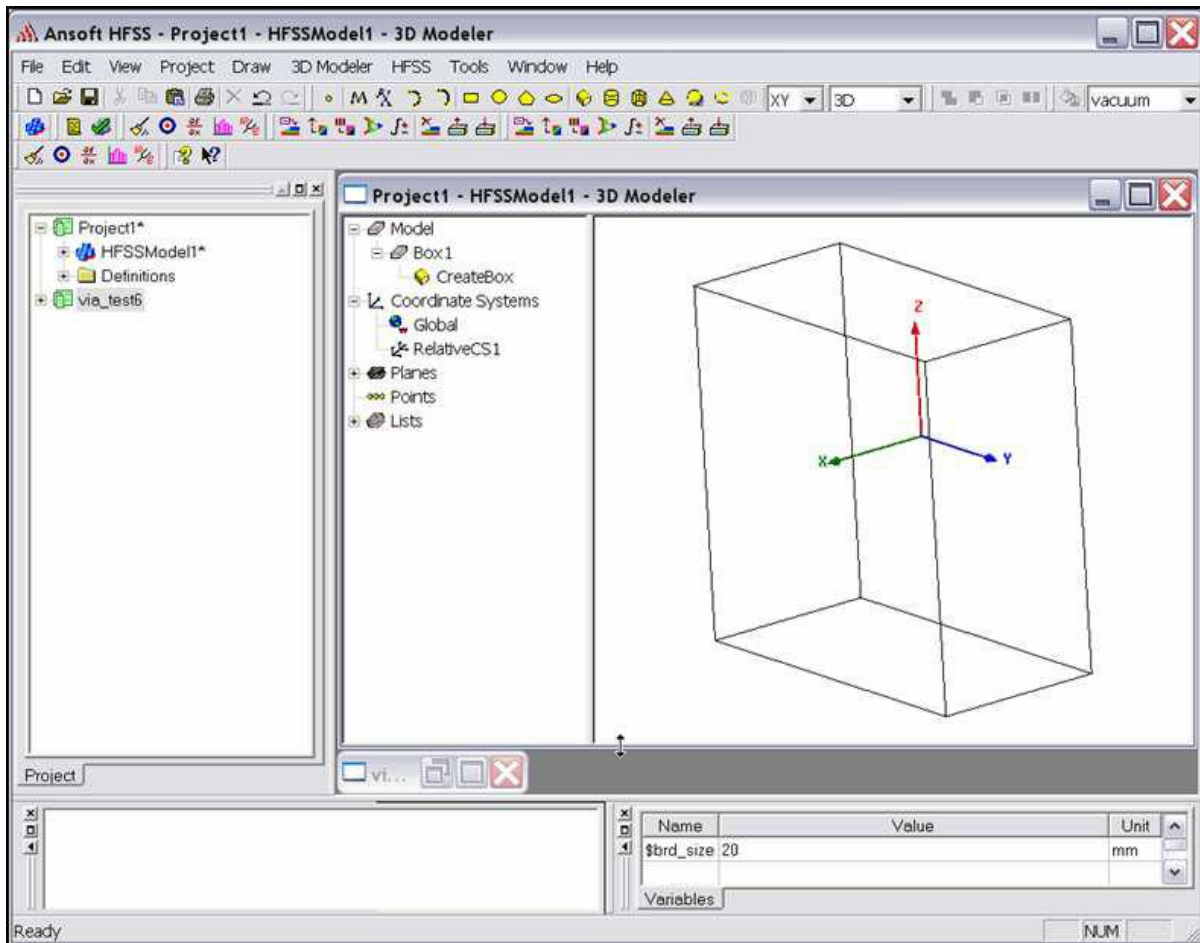 Ansoft HFSS - Project1 - HFSSModel1 - 3D Modeler
File Edit View Project Draw 3D Modeler HFSS Tools Window Help
XY 3D vacuum
Project1*
HFSSModel1*
Definitions
via_test6
Project
Project1 - HFSSModel1 - 3D Modeler
Model
Box1
CreateBox
Coordinate Systems
Global
RelativeCS1
Planes
Points
Lists
Z
X
Y
vi...
Name Value Unit
$brd_size 20 mm
Variables
Ready NUM